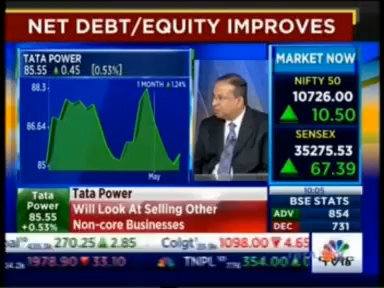 NET DEBT/EQUITY IMPROVES
TATA POWER
85.55 ▲ 0.45 [0.53%]
88.3
1 MONTH ▲ 1.24%
86.64
85
May
MARKET NOW
NIFTY 50
10726.00
▲ 10.50
SENSEX
35275.53
▲ 67.39
Tata Power
85.55
+0.53%
Tata Power
Will Look At Selling Other
Non-core Businesses
10:05
BSE STATS
ADV 854
DEC 731
270.25 ▲ 2.85 Colgt 1098.00 ▼ 4.65
1978.90 ▼ 33.10 TNPL 354.00